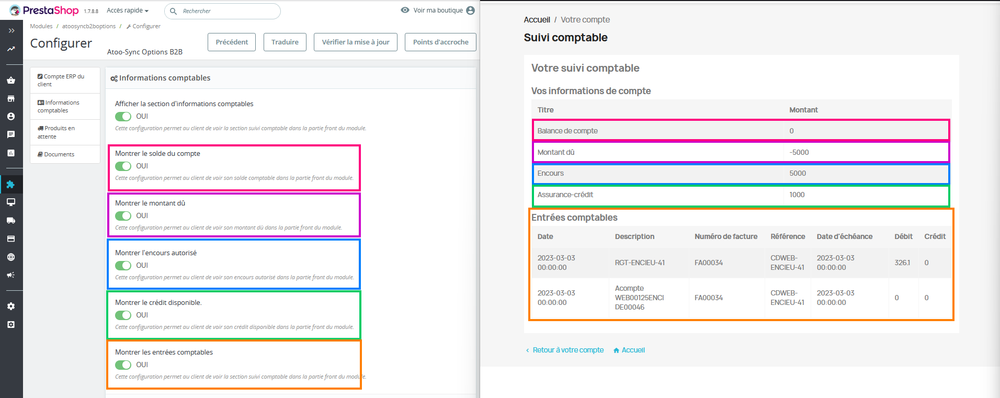 PrestaShop 1.7.8.8 Accès rapide Rechercher Voir ma boutique
Modules / atoosyncb2boptions / Configurer
Configurer
Atoo-Sync Options B2B
Précédent Traduire Vérifier la mise à jour Points d'accroche
Compte ERP du
client
Informations
comptables
Produits en
attente
Documents
Informations comptables
Afficher la section d'informations comptables
OUI
Cette configuration permet au client de voir la section suivi comptable dans la partie front du module.
Montrer le solde du compte
OUI
Cette configuration permet au client de voir son solde comptable dans la partie front du module.
Montrer le montant dû
OUI
Cette configuration permet au client de voir son montant dû dans la partie front du module.
Montrer l'encours autorisé
OUI
Cette configuration permet au client de voir son encours autorisé dans la partie front du module.
Montrer le crédit disponible.
OUI
Cette configuration permet au client de voir son crédit disponible dans la partie front du module.
Montrer les entrées comptables
OUI
Cette configuration permet au client de voir la section suivi comptable dans la partie front du module.
Accueil / Votre compte
Suivi comptable
Votre suivi comptable
Vos informations de compte
Titre Montant
Balance de compte 0
Montant dû -5000
Encours 5000
Assurance-crédit 1000
Entrées comptables
Date Description Numéro de facture Référence Date d'échéance Débit Crédit
2023-03-03 00:00:00 RGT-ENCIEU-41 FA00034 CDWEB-ENCIEU-41 2023-03-03 00:00:00 326.1 0
2023-03-03 00:00:00 Acompte WEB00125ENCI DE00046 FA00034 CDWEB-ENCIEU-41 2023-03-03 00:00:00 0 0
Retour à votre compte Accueil